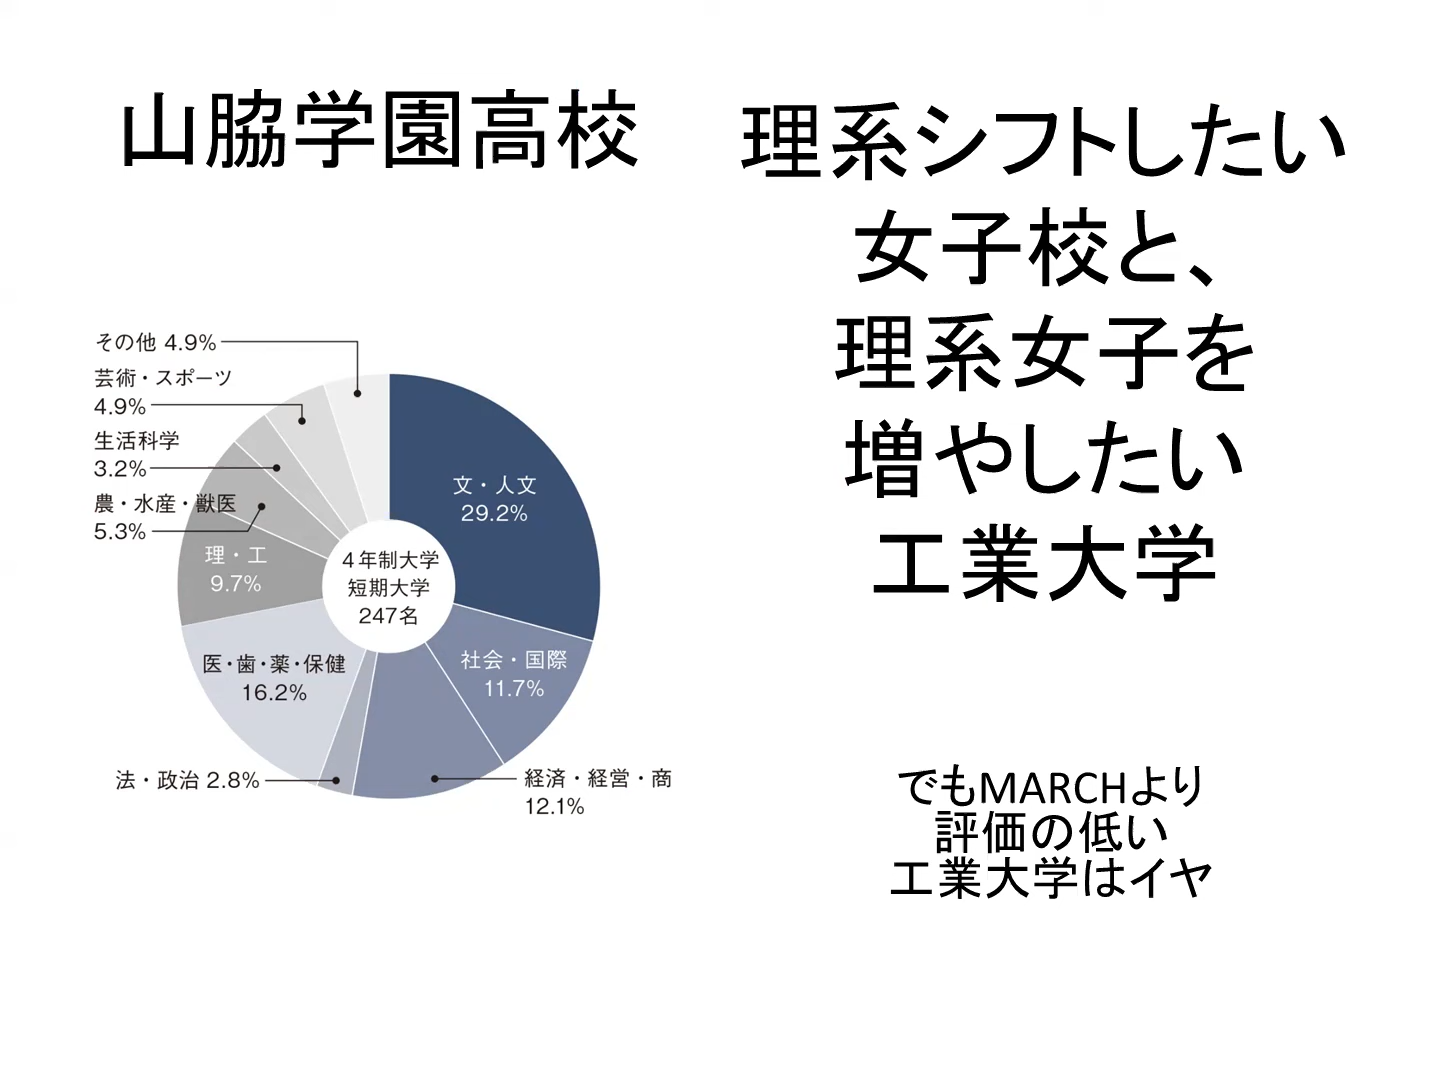 山脇学園高校
その他 4.9%
芸術・スポーツ
4.9%
生活科学
3.2%
農・水産・獣医
5.3%
理・工
9.7%
医・歯・薬・保健
16.2%
法・政治 2.8%
文・人文
29.2%
4年制大学
短期大学
247名
社会・国際
11.7%
経済・経営・商
12.1%
理系シフトしたい
女子校と、
理系女子を
増やしたい
工業大学
でもMARCHより
評価の低い
工業大学はイヤ